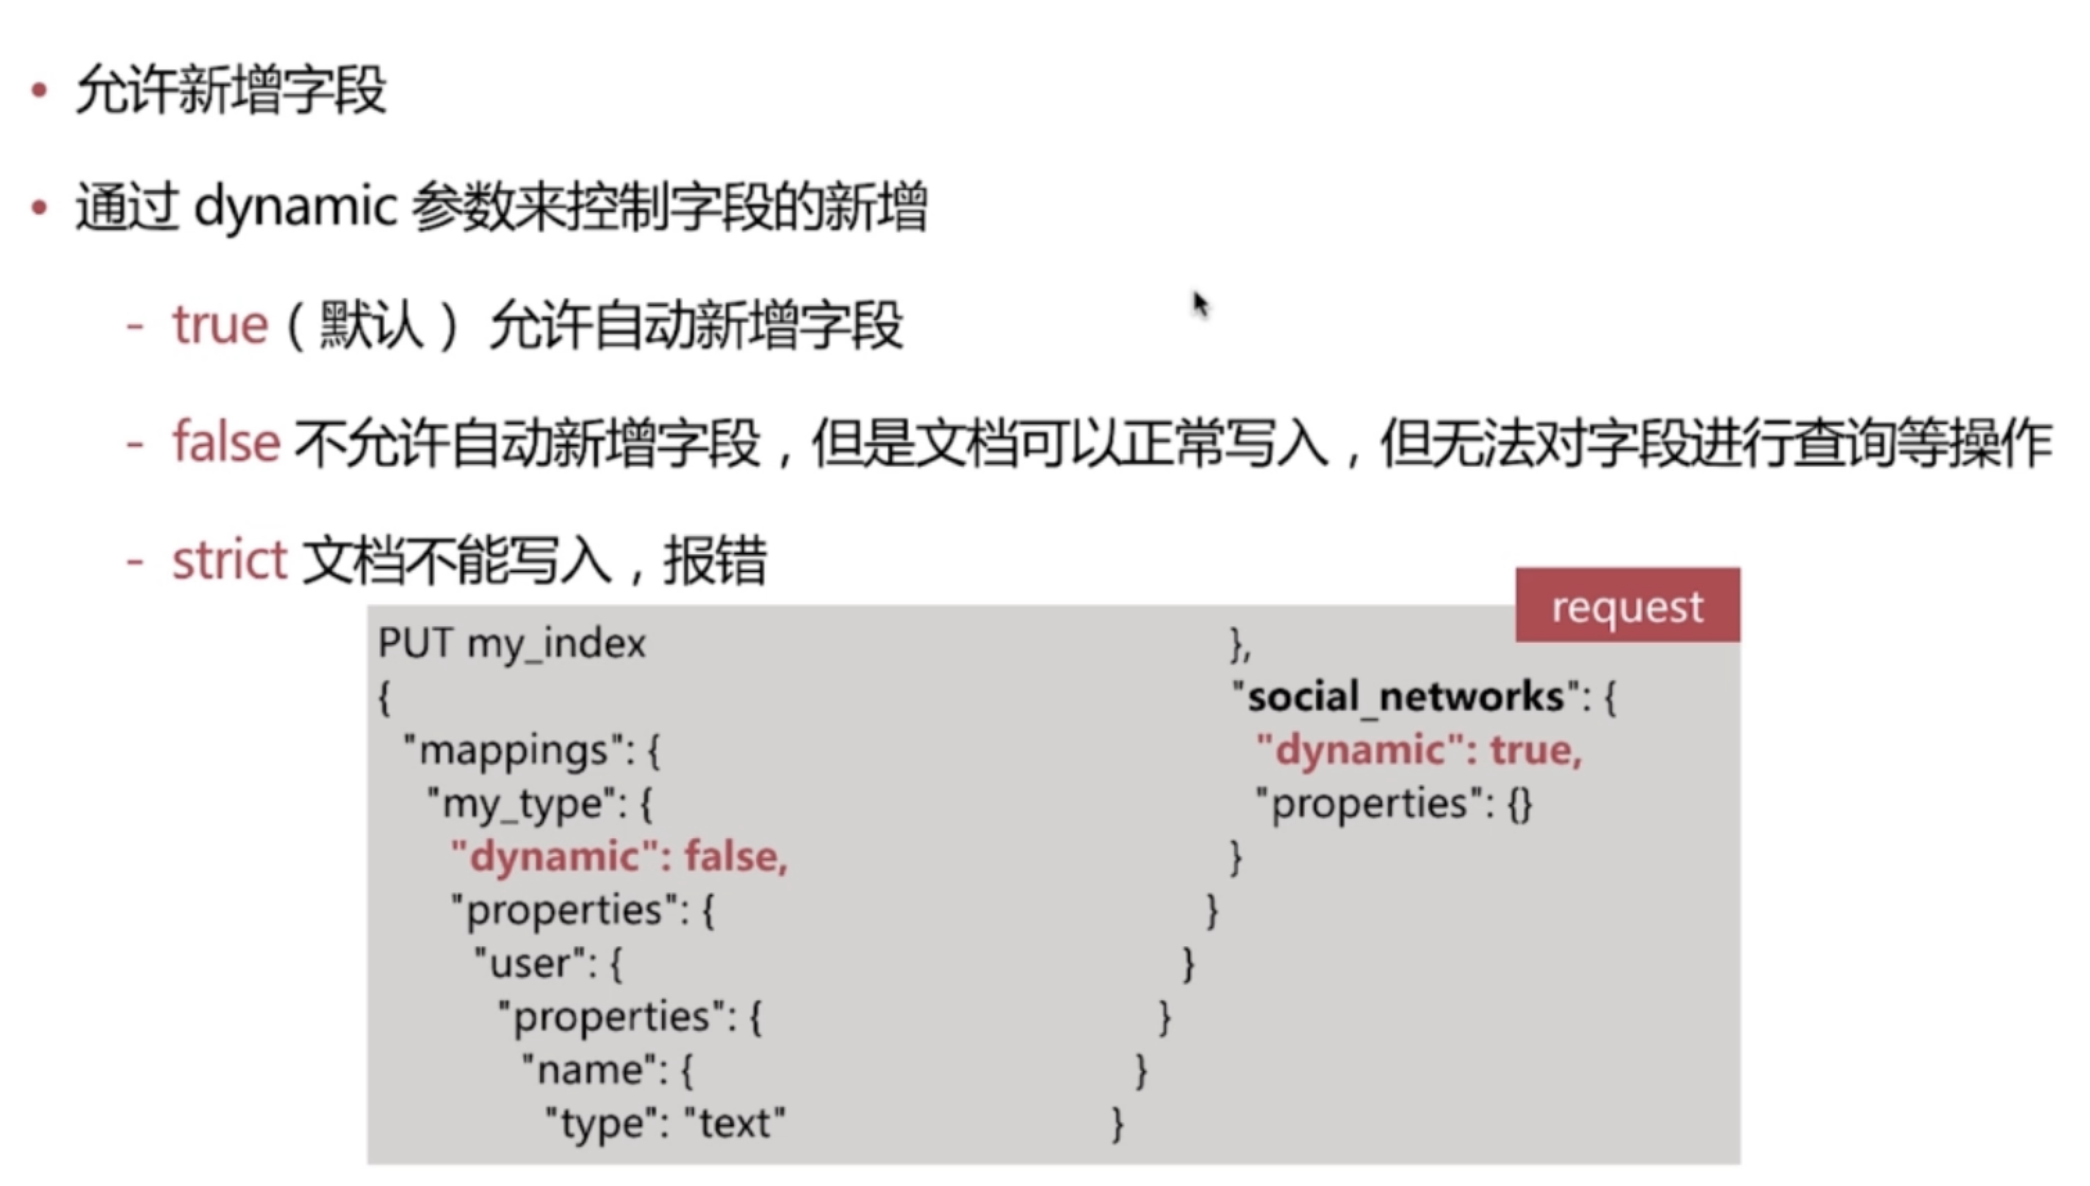 • 允许新增字段
• 通过 dynamic 参数来控制字段的新增
- true（默认）允许自动新增字段
- false 不允许自动新增字段，但是文档可以正常写入，但无法对字段进行查询等操作
- strict 文档不能写入，报错
request
PUT my_index
{
"mappings": {
"my_type": {
"dynamic": false,
"properties": {
"user": {
"properties": {
"name": {
"type": "text"
},
"social_networks": {
"dynamic": true,
"properties": {}
}
}
}
}
}
}